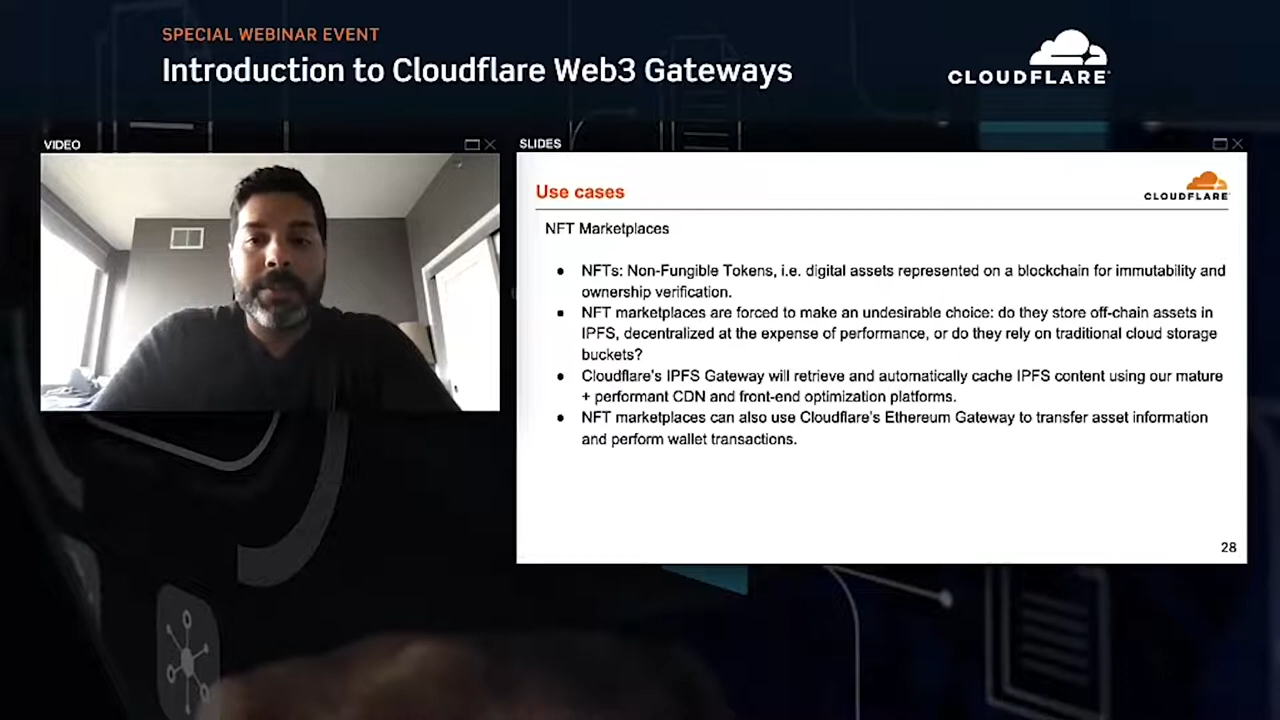 SPECIAL WEBINAR EVENT
Introduction to Cloudflare Web3 Gateways
CLOUDFLARE
VIDEO
SLIDES
Use cases
CLOUDFLARE
NFT Marketplaces
● NFTs: Non-Fungible Tokens, i.e. digital assets represented on a blockchain for immutability and
ownership verification.
● NFT marketplaces are forced to make an undesirable choice: do they store off-chain assets in
IPFS, decentralized at the expense of performance, or do they rely on traditional cloud storage
buckets?
● Cloudflare's IPFS Gateway will retrieve and automatically cache IPFS content using our mature
+ performant CDN and front-end optimization platforms.
● NFT marketplaces can also use Cloudflare's Ethereum Gateway to transfer asset information
and perform wallet transactions.
28